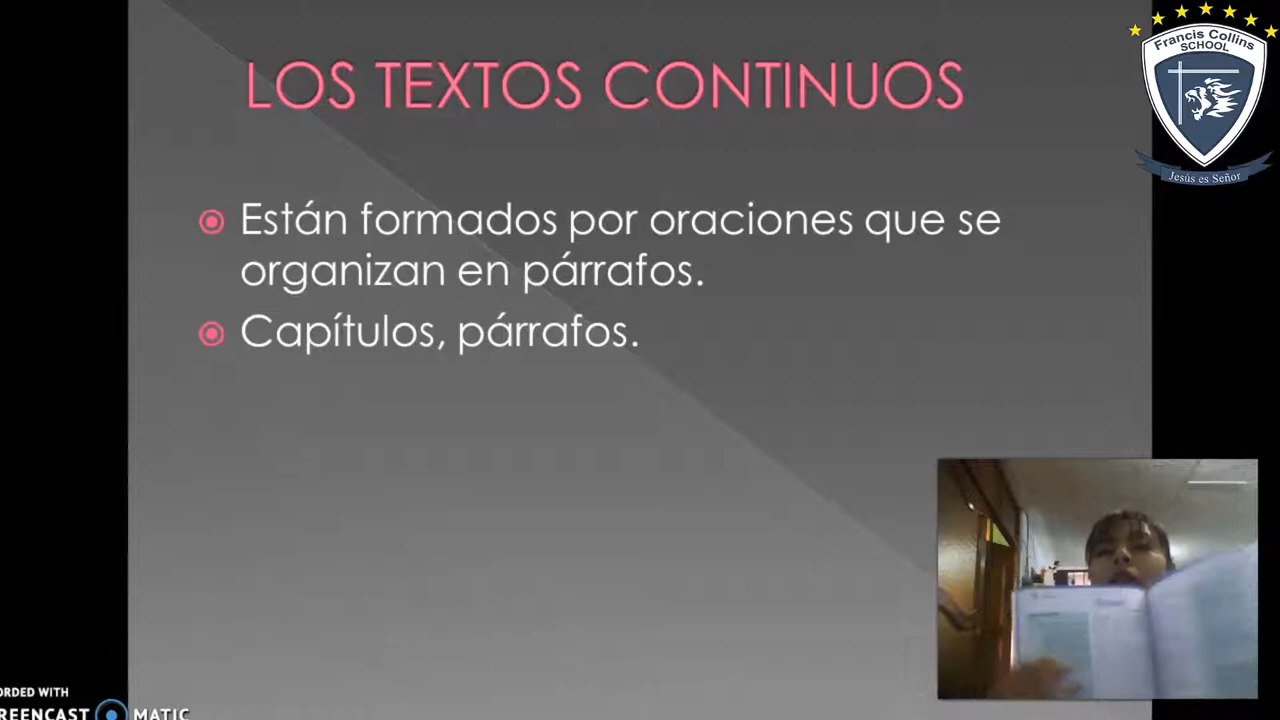 LOS TEXTOS CONTINUOS
Francis Collins
SCHOOL
Jesús es Señor
Están formados por oraciones que se
organizan en párrafos.
Capítulos, párrafos.
ORDED WITH
REENCAST MATIC